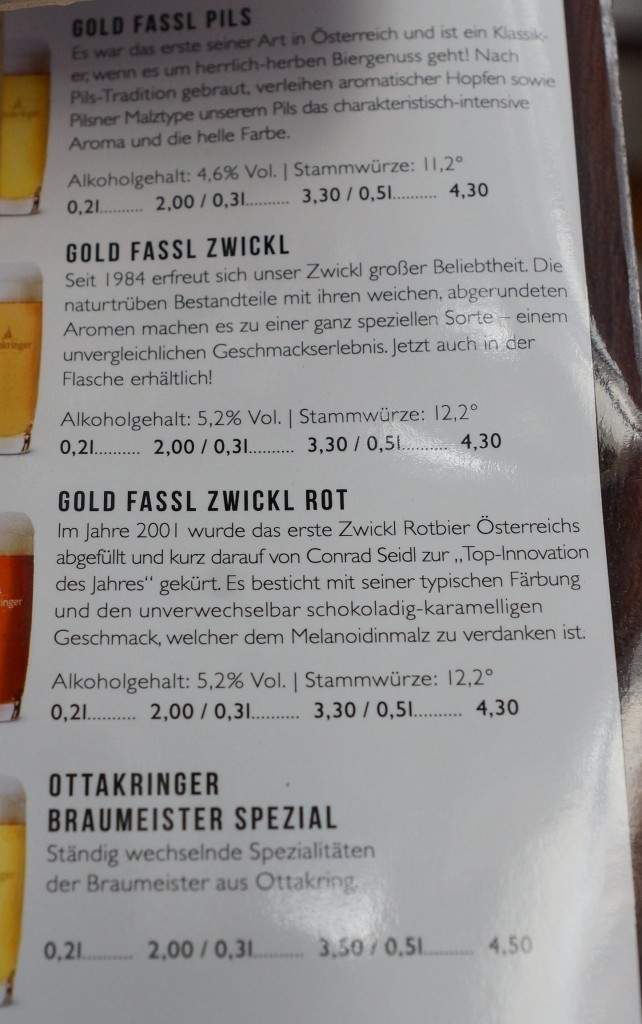 GOLD FASSL PILS
Es war das erste seiner Art in Österreich und ist ein Klassik-
er, wenn es um herrlich-herben Biergenuss geht! Nach
Pils-Tradition gebraut, verleihen aromatischer Hopfen sowie
Pilsner Malztype unserem Pils das charakteristisch-intensive
Aroma und die helle Farbe.
Alkoholgehalt: 4,6% Vol. | Stammwürze: 11,2°
0,2l.......... 2,00 / 0,3l.......... 3,30 / 0,5l.......... 4,30
GOLD FASSL ZWICKL
Seit 1984 erfreut sich unser Zwickl großer Beliebtheit. Die
naturtrüben Bestandteile mit ihren weichen, abgerundeten
Aromen machen es zu einer ganz speziellen Sorte – einem
unvergleichlichen Geschmackserlebnis. Jetzt auch in der
Flasche erhältlich!
Alkoholgehalt: 5,2% Vol. | Stammwürze: 12,2°
0,2l.......... 2,00 / 0,3l.......... 3,30 / 0,5l.......... 4,30
GOLD FASSL ZWICKL ROT
Im Jahre 2001 wurde das erste Zwickl Rotbier Österreichs
abgefüllt und kurz darauf von Conrad Seidl zur „Top-Innovation
des Jahres“ gekürt. Es besticht mit seiner typischen Färbung
und den unverwechselbar schokoladig-karamelligen
Geschmack, welcher dem Melanoidinmalz zu verdanken ist.
Alkoholgehalt: 5,2% Vol. | Stammwürze: 12,2°
0,2l.......... 2,00 / 0,3l.......... 3,30 / 0,5l.......... 4,30
OTTAKRINGER
BRAUMEISTER SPEZIAL
Ständig wechselnde Spezialitäten
der Braumeister aus Ottakring.
0,2l.......... 2,00 / 0,3l.......... 3,50 / 0,5l.......... 4,50